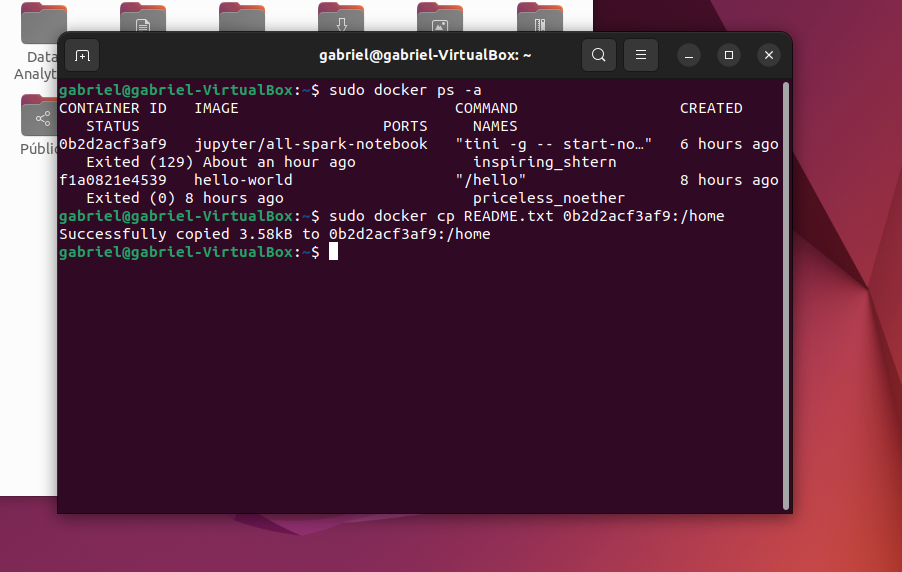 Data
Analyt
Públic
gabriel@gabriel-VirtualBox: ~
gabriel@gabriel-VirtualBox:~$ sudo docker ps -a
CONTAINER ID   IMAGE                        COMMAND                  CREATED
   STATUS                           PORTS     NAMES
0b2d2acf3af9   jupyter/all-spark-notebook   "tini -g -- start-no…"   6 hours ago
   Exited (129) About an hour ago             inspiring_shtern
f1a0821e4539   hello-world                  "/hello"                 8 hours ago
   Exited (0) 8 hours ago                     priceless_noether
gabriel@gabriel-VirtualBox:~$ sudo docker cp README.txt 0b2d2acf3af9:/home
Successfully copied 3.58kB to 0b2d2acf3af9:/home
gabriel@gabriel-VirtualBox:~$